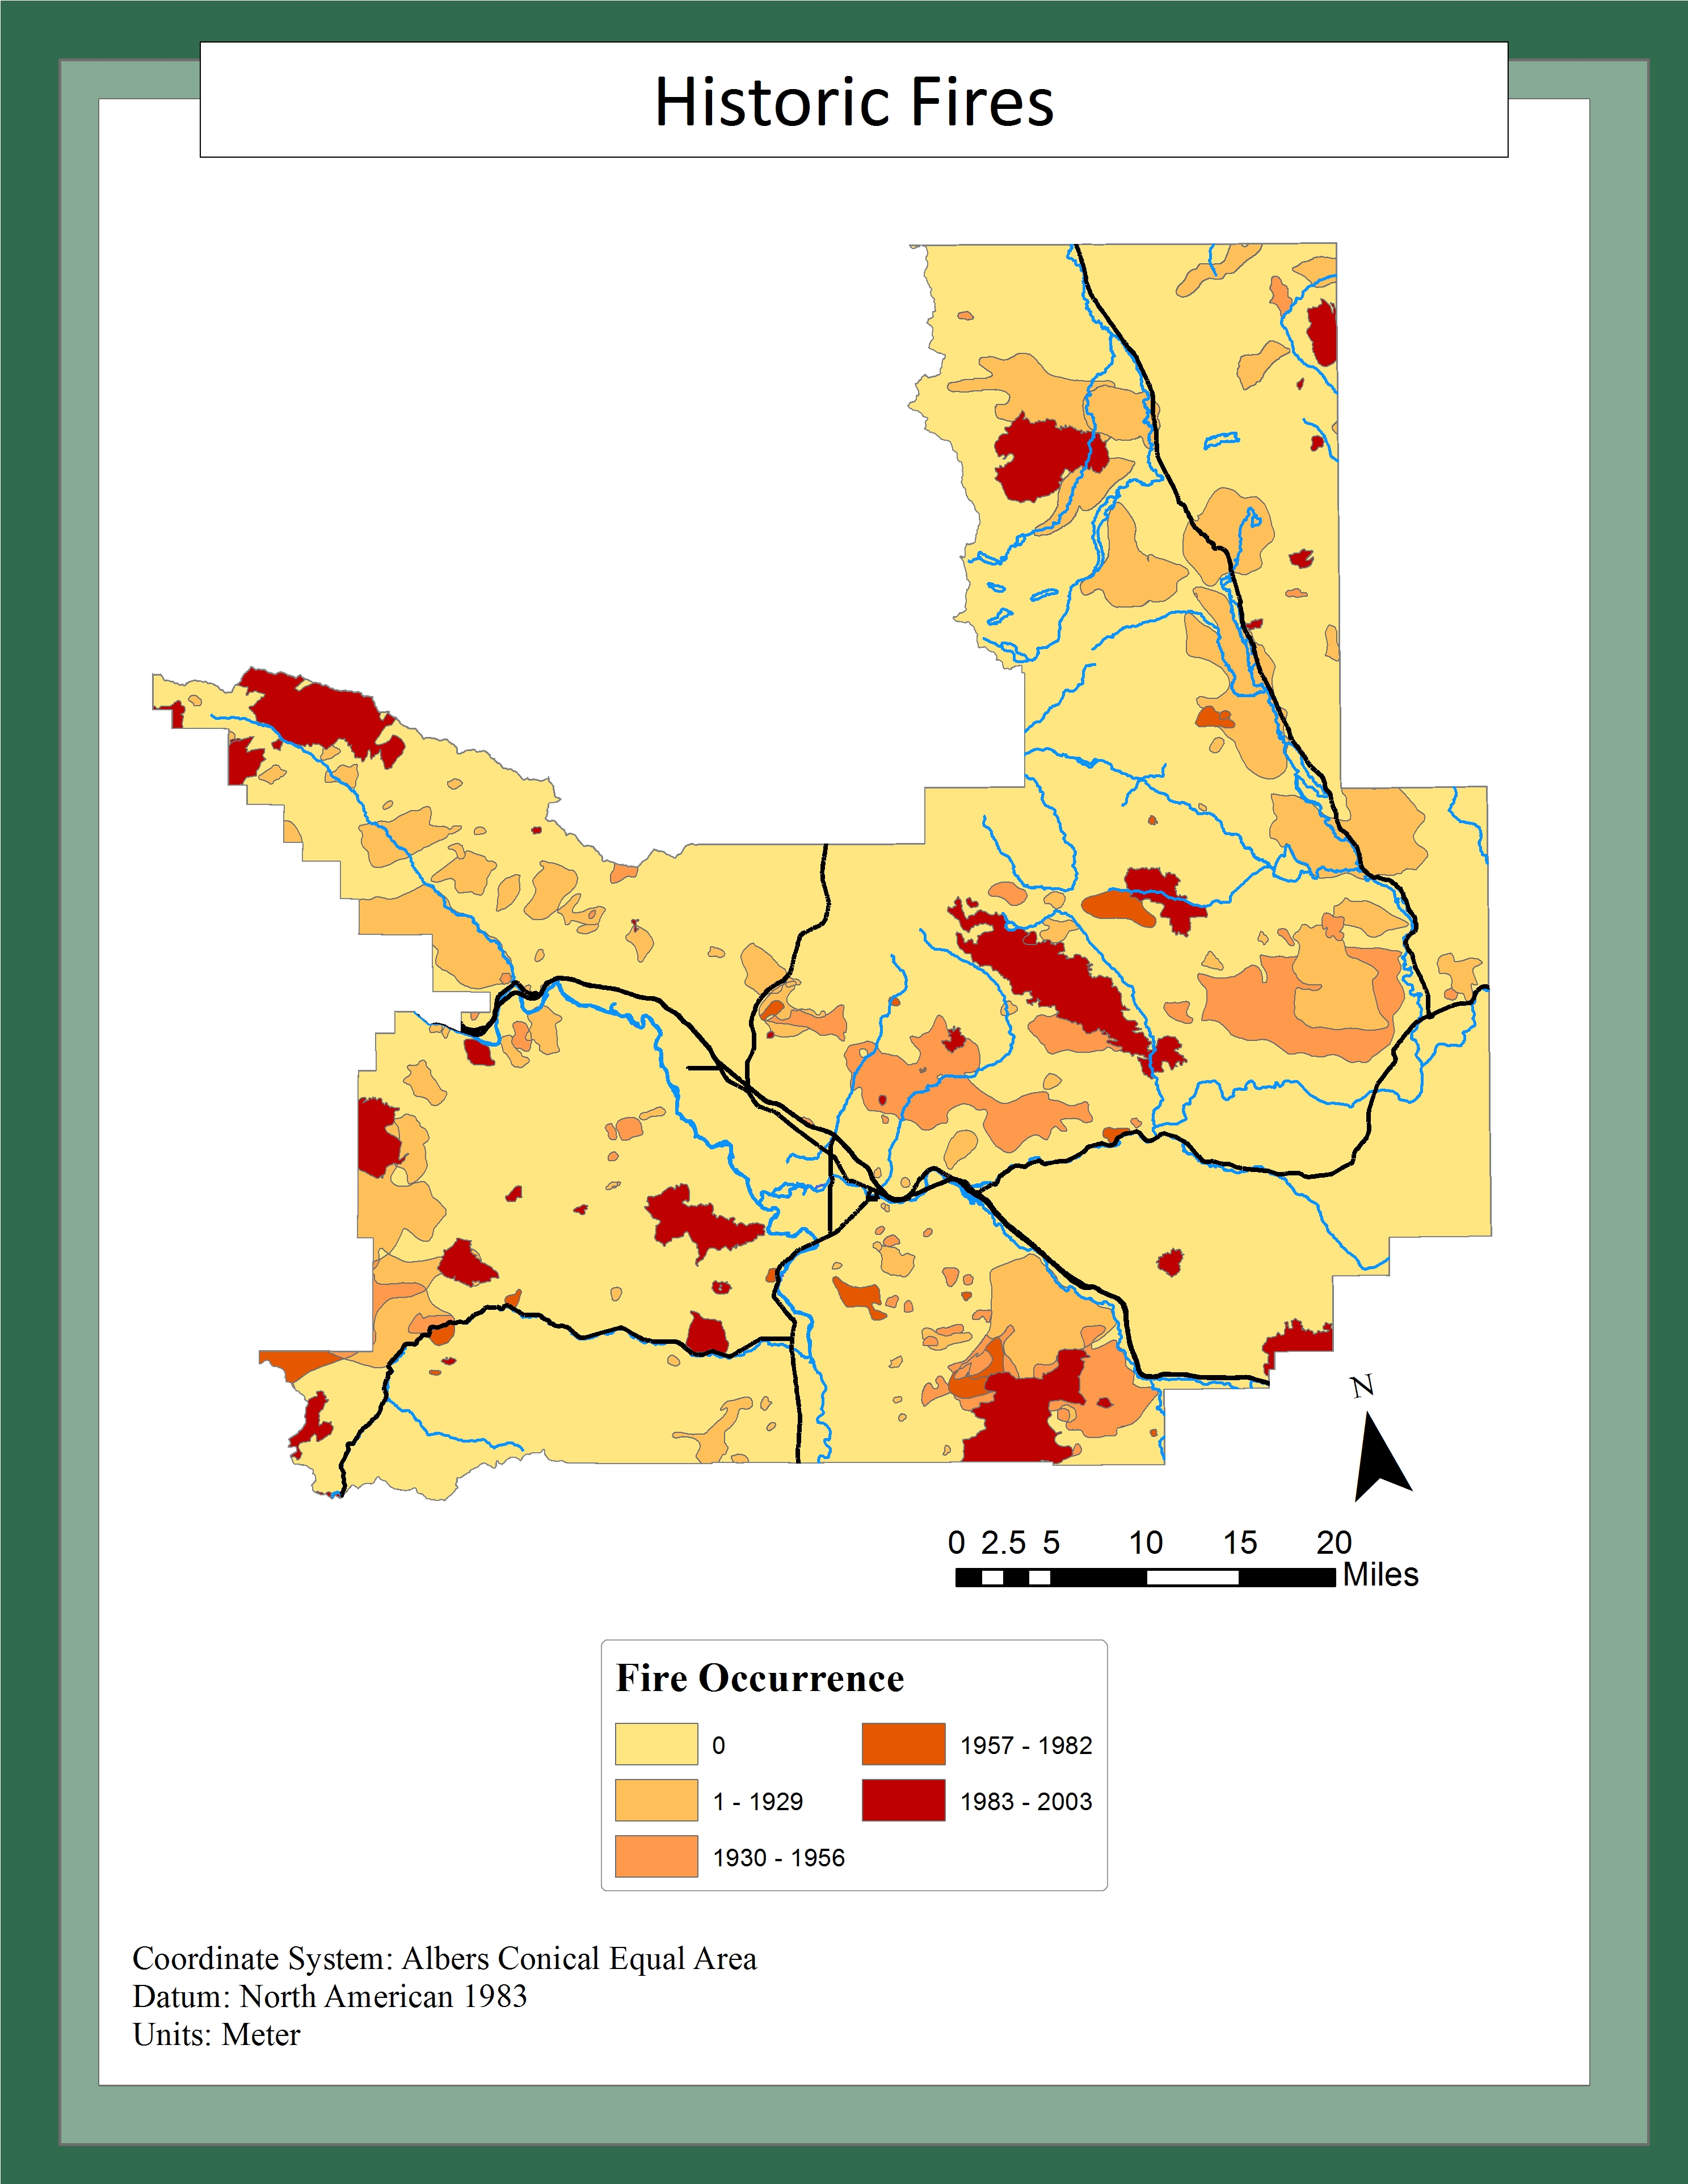 Historic Fires
N
0 2.5 5 10 15 20
Miles
Fire Occurrence
0
1 - 1929
1930 - 1956
1957 - 1982
1983 - 2003
Coordinate System: Albers Conical Equal Area
Datum: North American 1983
Units: Meter